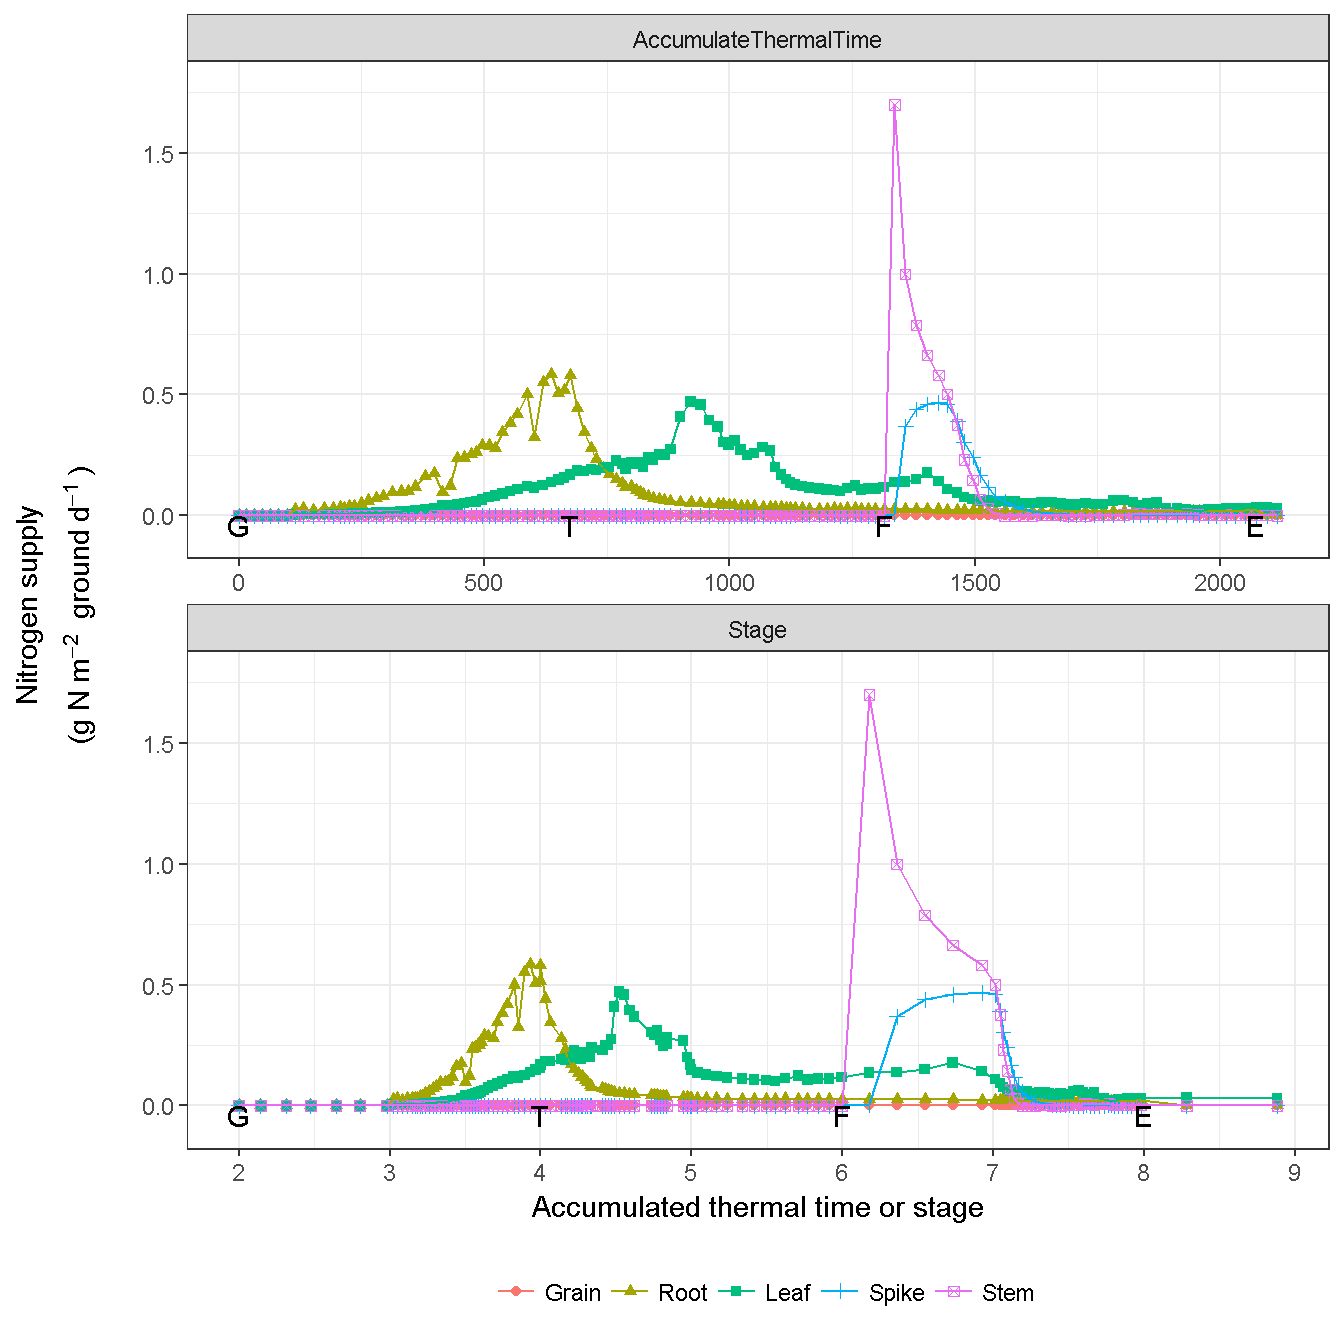 AccumulateThermalTime
1.5
1.0
0.5
0.0
G T F E
0 500 1000 1500 2000
Stage
1.5
1.0
0.5
0.0
G T F E
2 3 4 5 6 7 8 9
Nitrogen supply
(g N m⁻² ground d⁻¹)
Accumulated thermal time or stage
Grain Root Leaf Spike Stem